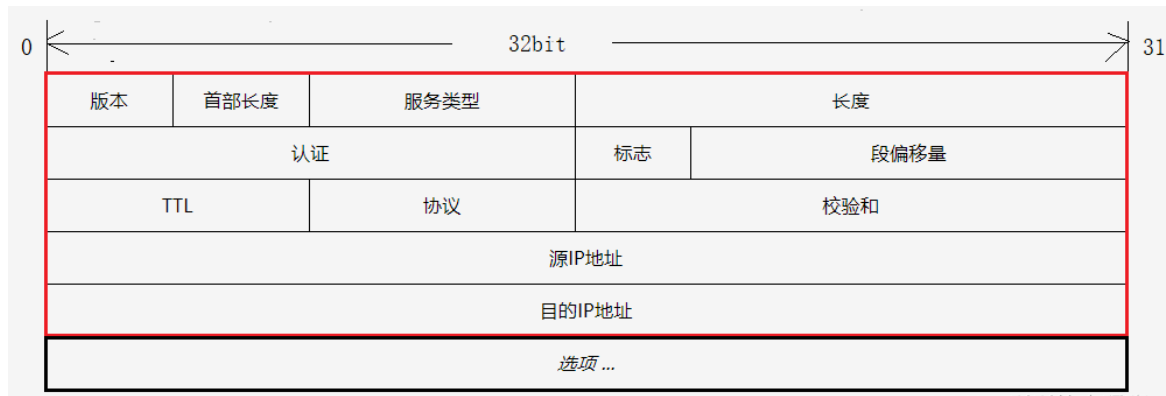 0 32bit 31
版本 首部长度 服务类型 长度
认证 标志 段偏移量
TTL 协议 校验和
源IP地址
目的IP地址
选项 ...